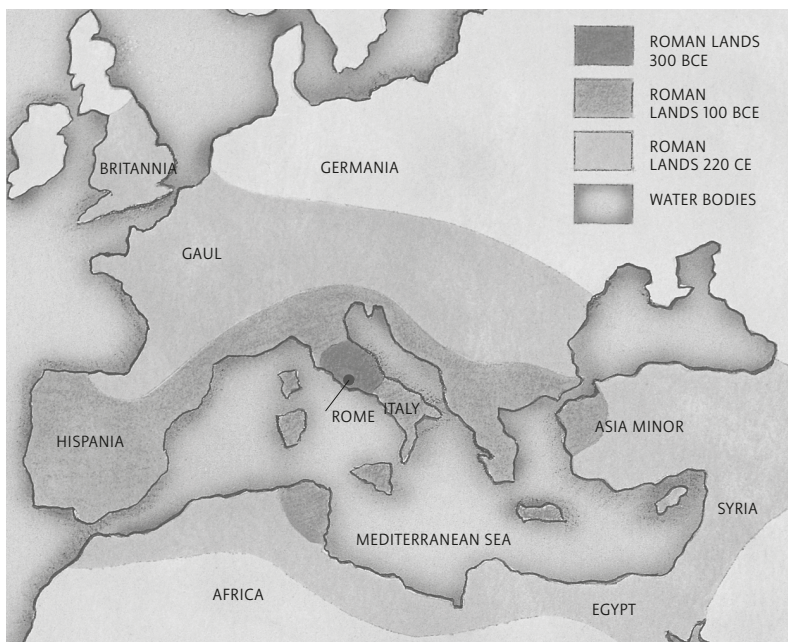 ROMAN LANDS
300 BCE
ROMAN
LANDS 100 BCE
ROMAN
LANDS 220 CE
WATER BODIES
BRITANNIA
GERMANIA
GAUL
ROME
ITALY
HISPANIA
ASIA MINOR
SYRIA
MEDITERRANEAN SEA
AFRICA
EGYPT